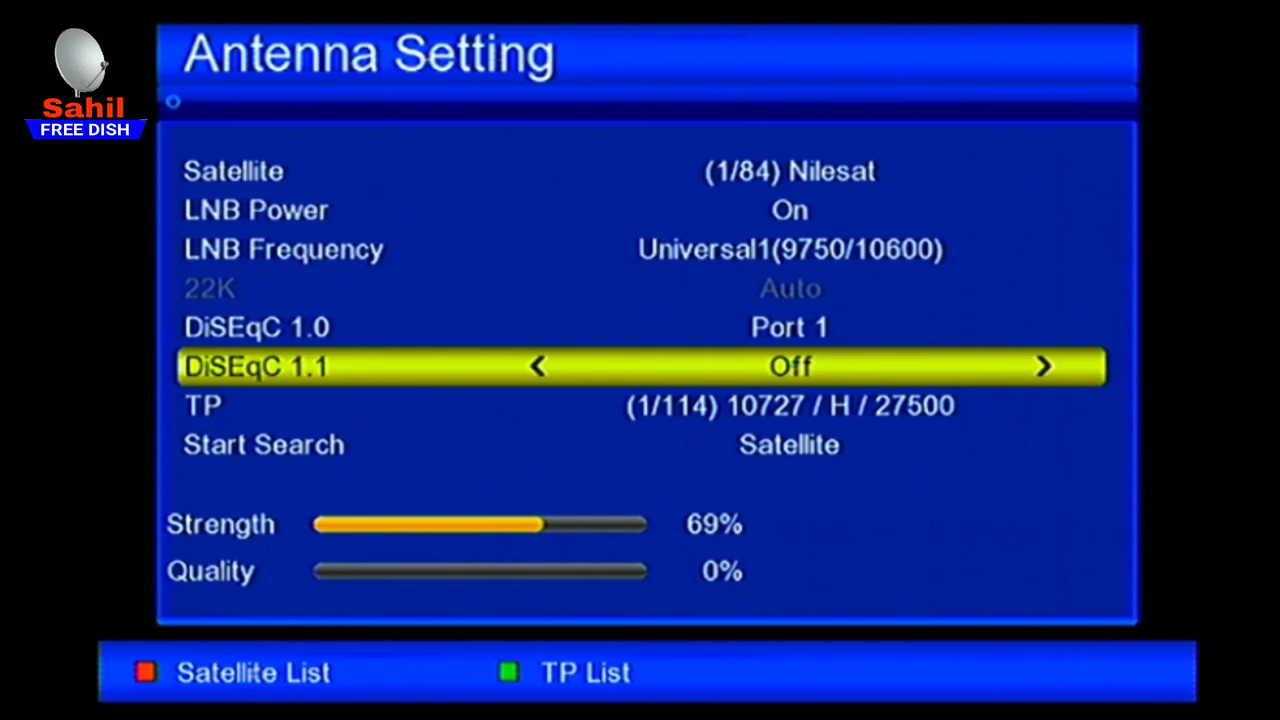 Antenna Setting
Sahil
FREE DISH
Satellite (1/84) Nilesat
LNB Power On
LNB Frequency Universal1(9750/10600)
22K Auto
DiSEqC 1.0 Port 1
DiSEqC 1.1 < Off >
TP (1/114) 10727 / H / 27500
Start Search Satellite
Strength 69%
Quality 0%
Satellite List TP List